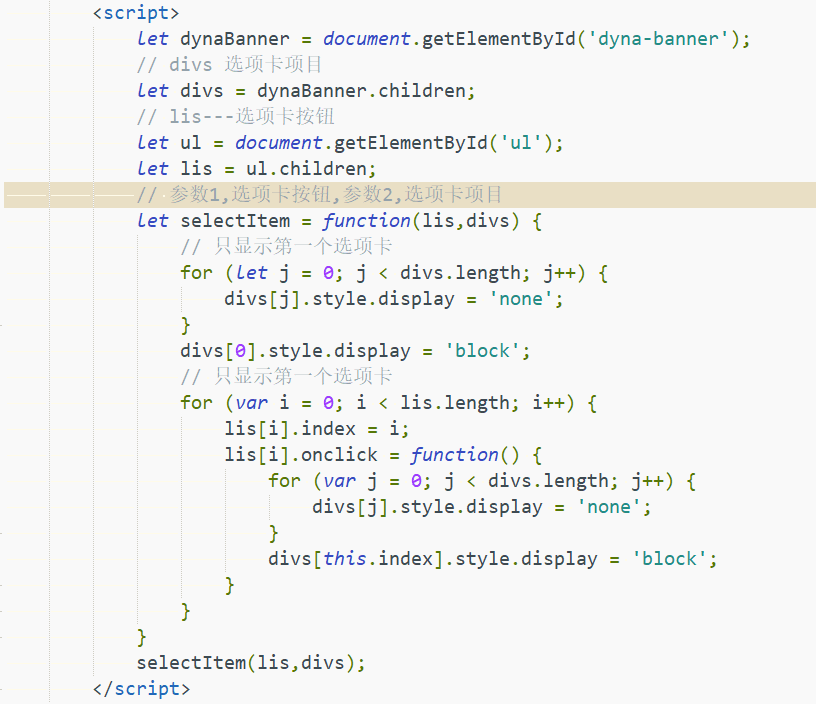 <script>
let dynaBanner = document.getElementById('dyna-banner');
// divs 选项卡项目
let divs = dynaBanner.children;
// lis---选项卡按钮
let ul = document.getElementById('ul');
let lis = ul.children;
// 参数1,选项卡按钮,参数2,选项卡项目
let selectItem = function(lis,divs) {
// 只显示第一个选项卡
for (let j = 0; j < divs.length; j++) {
divs[j].style.display = 'none';
}
divs[0].style.display = 'block';
// 只显示第一个选项卡
for (var i = 0; i < lis.length; i++) {
lis[i].index = i;
lis[i].onclick = function() {
for (var j = 0; j < divs.length; j++) {
divs[j].style.display = 'none';
}
divs[this.index].style.display = 'block';
}
}
}
selectItem(lis,divs);
</script>